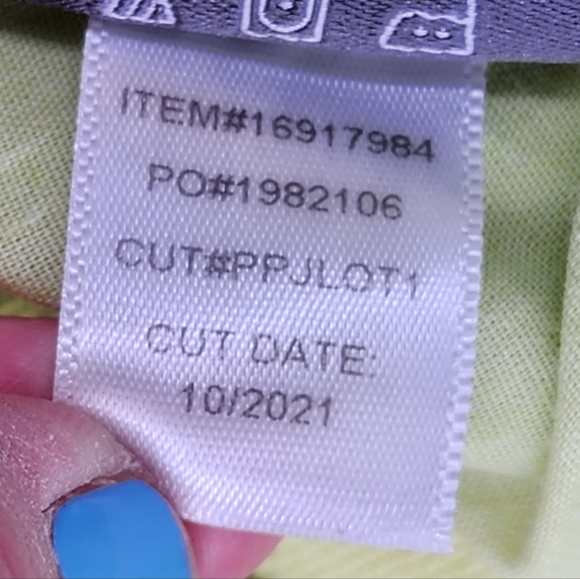 ITEM#16917984
PO#1982106
CUT#PPJLOT1
CUT DATE:
10/2021